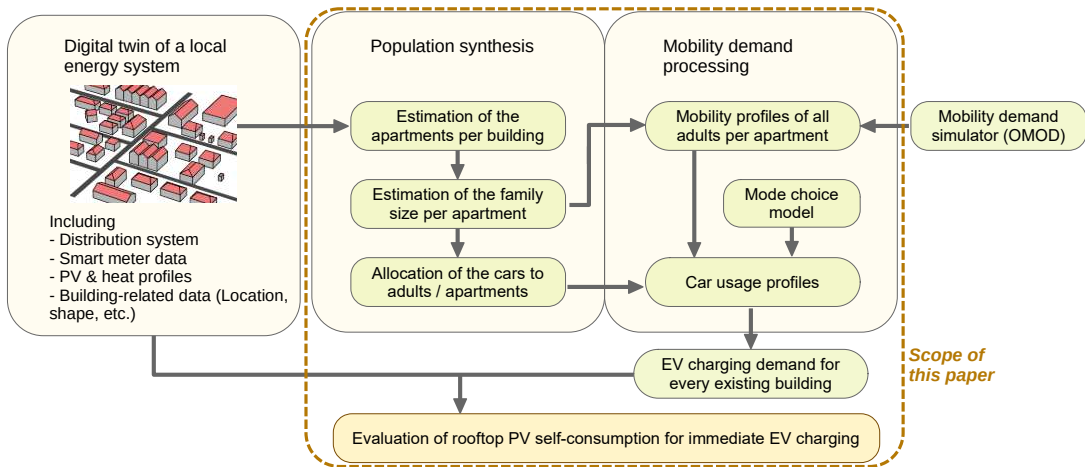 Digital twin of a local
energy system
Including
- Distribution system
- Smart meter data
- PV & heat profiles
- Building-related data (Location,
shape, etc.)
Population synthesis
Estimation of the
apartments per building
Estimation of the family
size per apartment
Allocation of the cars to
adults / apartments
Mobility demand
processing
Mobility profiles of all
adults per apartment
Mode choice
model
Car usage profiles
Mobility demand
simulator (OMOD)
EV charging demand for
every existing building
Scope of
this paper
Evaluation of rooftop PV self-consumption for immediate EV charging